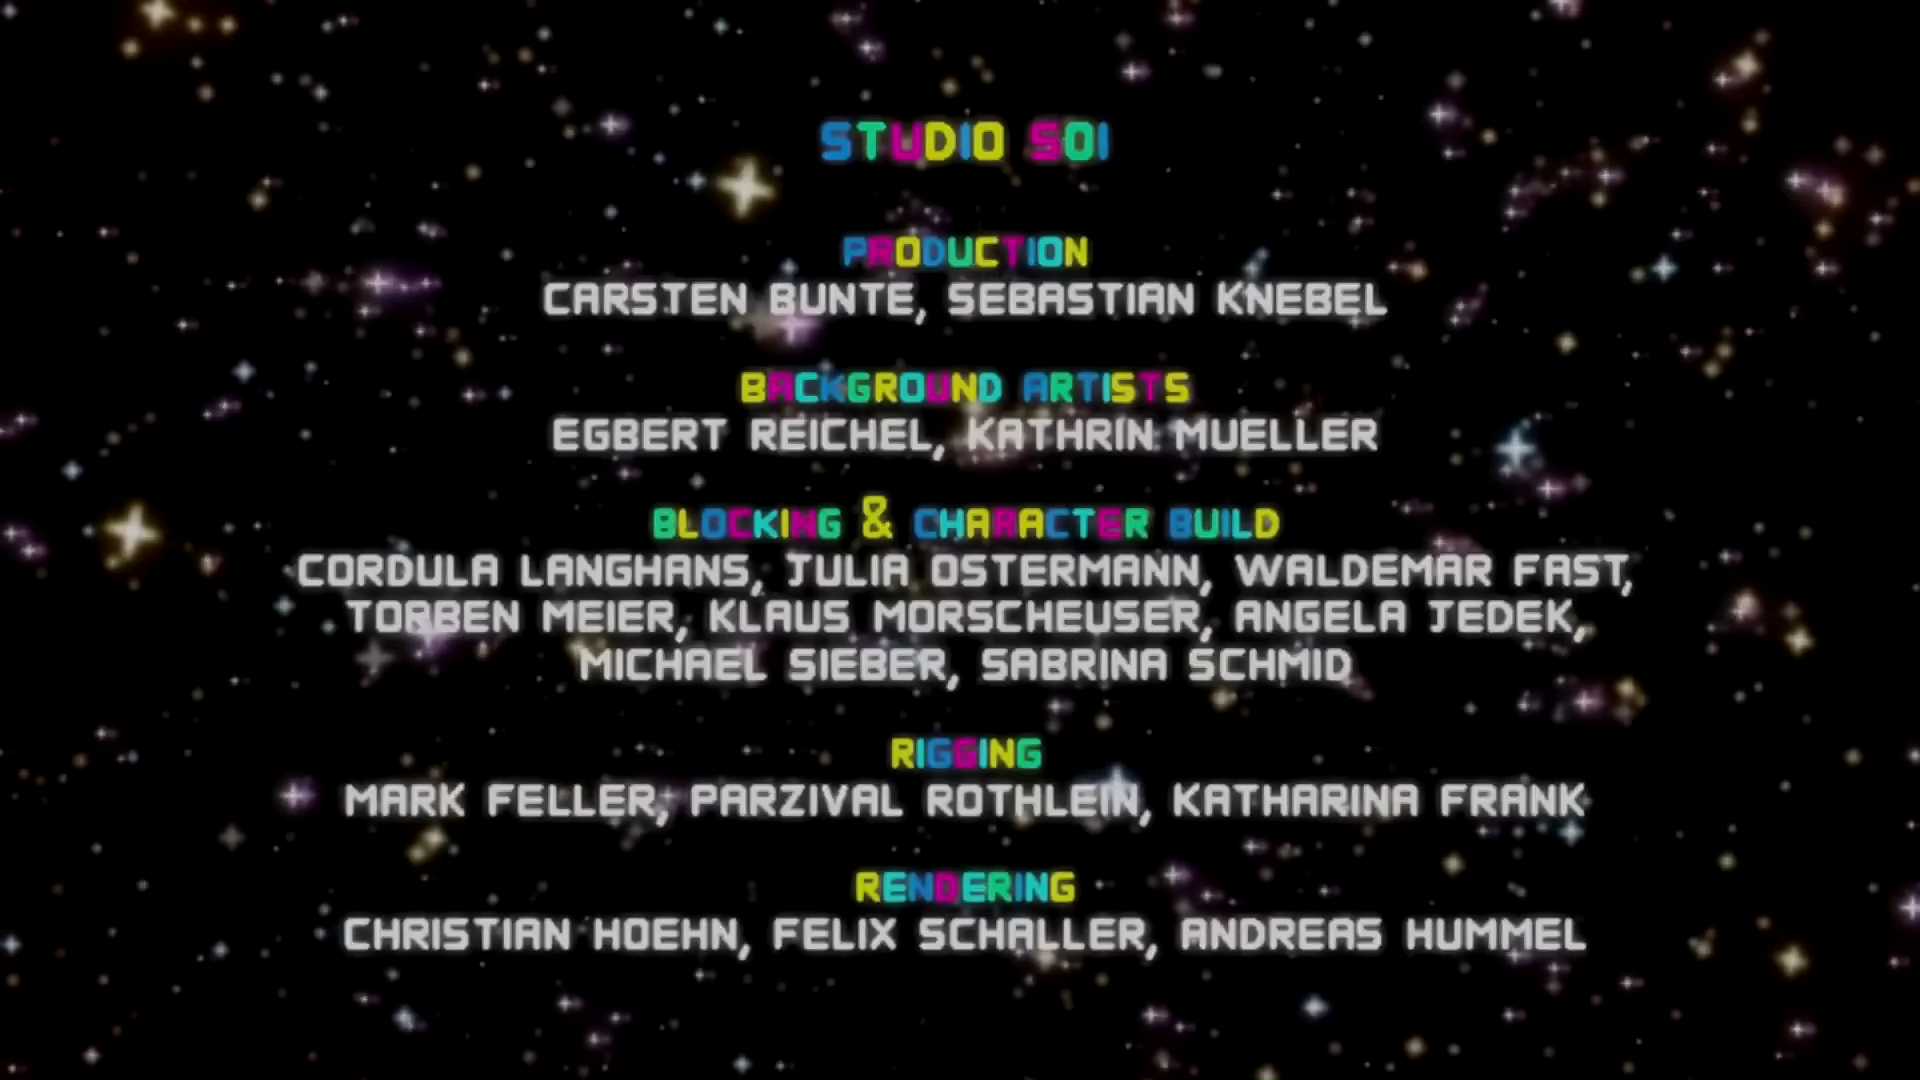 STUDIO SOI
PRODUCTION
CARSTEN BUNTE, SEBASTIAN KNEBEL
BACKGROUND ARTISTS
EGBERT REICHEL, KATHRIN MUELLER
BLOCKING & CHARACTER BUILD
CORDULA LANGHANS, JULIA OSTERMANN, WALDEMAR FAST,
TORBEN MEIER, KLAUS MORSCHEUSER, ANGELA JEDEK,
MICHAEL SIEBER, SABRINA SCHMID
RIGGING
MARK FELLER, PARZIVAL ROTHLEIN, KATHARINA FRANK
RENDERING
CHRISTIAN HOEHN, FELIX SCHALLER, ANDREAS HUMMEL